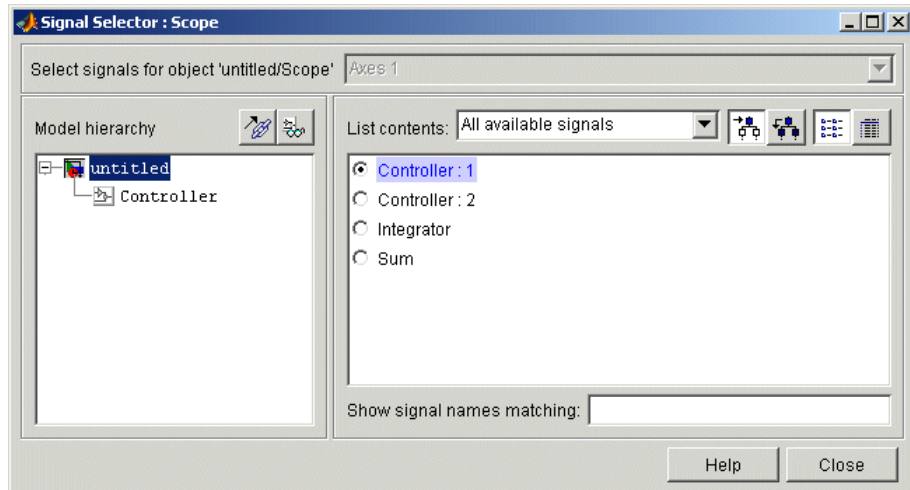 Signal Selector : Scope
Select signals for object 'untitled/Scope' Axes 1
Model hierarchy
untitled
Controller
List contents: All available signals
Controller : 1
Controller : 2
Integrator
Sum
Show signal names matching:
Help Close